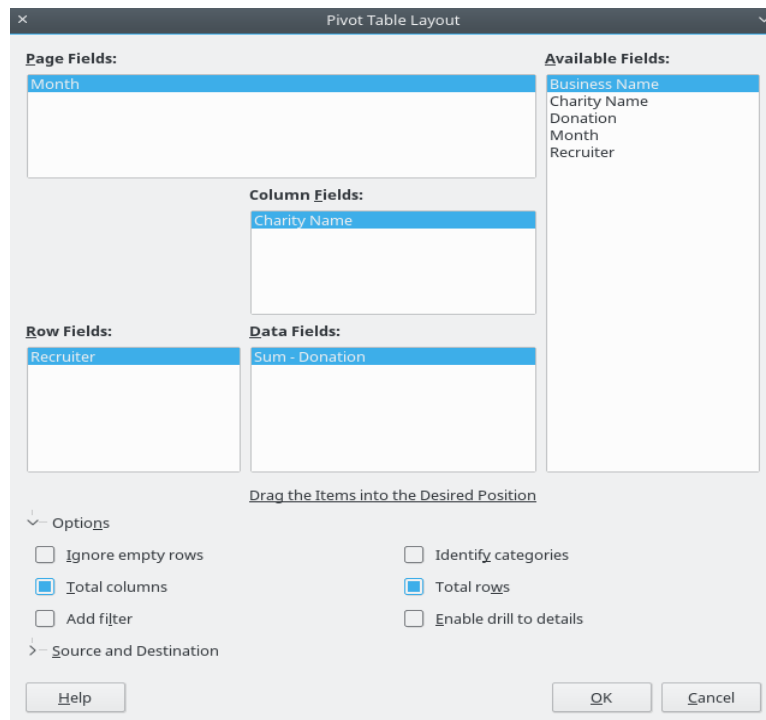 Pivot Table Layout
Page Fields:
Month
Available Fields:
Business Name
Charity Name
Donation
Month
Recruiter
Column Fields:
Charity Name
Row Fields:
Recruiter
Data Fields:
Sum - Donation
Drag the Items into the Desired Position
Options
Ignore empty rows
Identify categories
Total columns
Total rows
Add filter
Enable drill to details
Source and Destination
Help
OK
Cancel